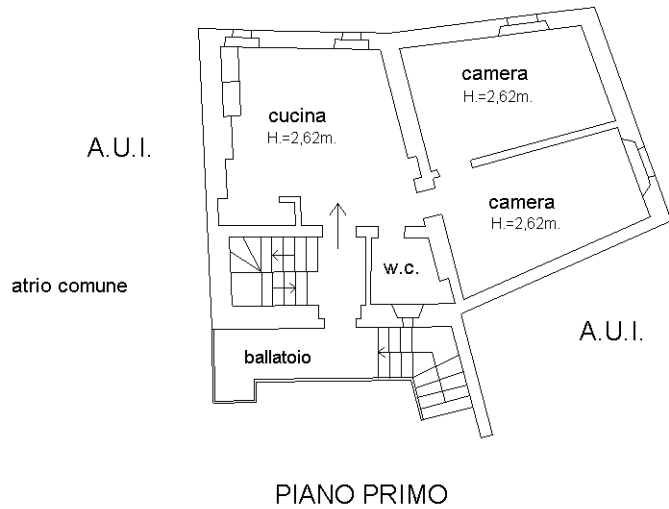 camera
H.=2,62m.
cucina
H.=2,62m.
A.U.I.
camera
H.=2,62m.
w.c.
atrio comune
A.U.I.
ballatoio
PIANO PRIMO